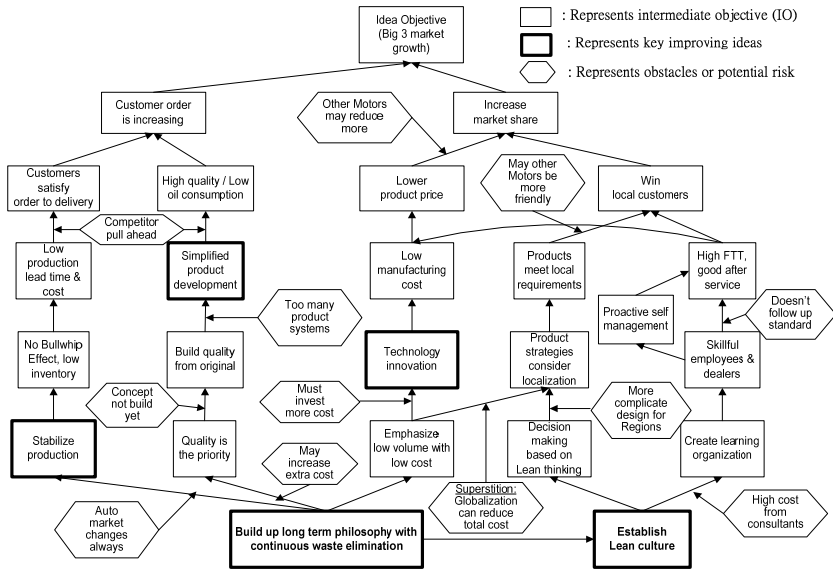 Idea Objective
(Big 3 market
growth)
: Represents intermediate objective (IO)
: Represents key improving ideas
: Represents obstacles or potential risk
Customer order
is increasing
Other Motors
may reduce
more
Increase
market share
Customers
satisfy
order to delivery
High quality / Low
oil consumption
Lower
product price
May other
Motors be
more
friendly
Win
local customers
Competitor
pull ahead
Low
production
lead time &
cost
Simplified
product
development
Low
manufacturing
cost
Products
meet local
requirements
High FTT,
good after
service
Too many
product
systems
Proactive self
management
Doesn't
follow up
standard
No Bullwhip
Effect, low
inventory
Build quality
from original
Technology
innovation
Product
strategies
consider
localization
Skillful
employees &
dealers
Concept
not build
yet
Must
invest
more cost
More
complicate
design for
Regions
Stabilize
production
Quality is
the priority
May
increase
extra cost
Emphasize
low volume with
low cost
Decision
making
based on
Lean thinking
Create learning
organization
Auto
market
changes
always
Superstition:
Globalization
can reduce
total cost
High cost
from
consultants
Build up long term philosophy with
continuous waste elimination
Establish
Lean culture